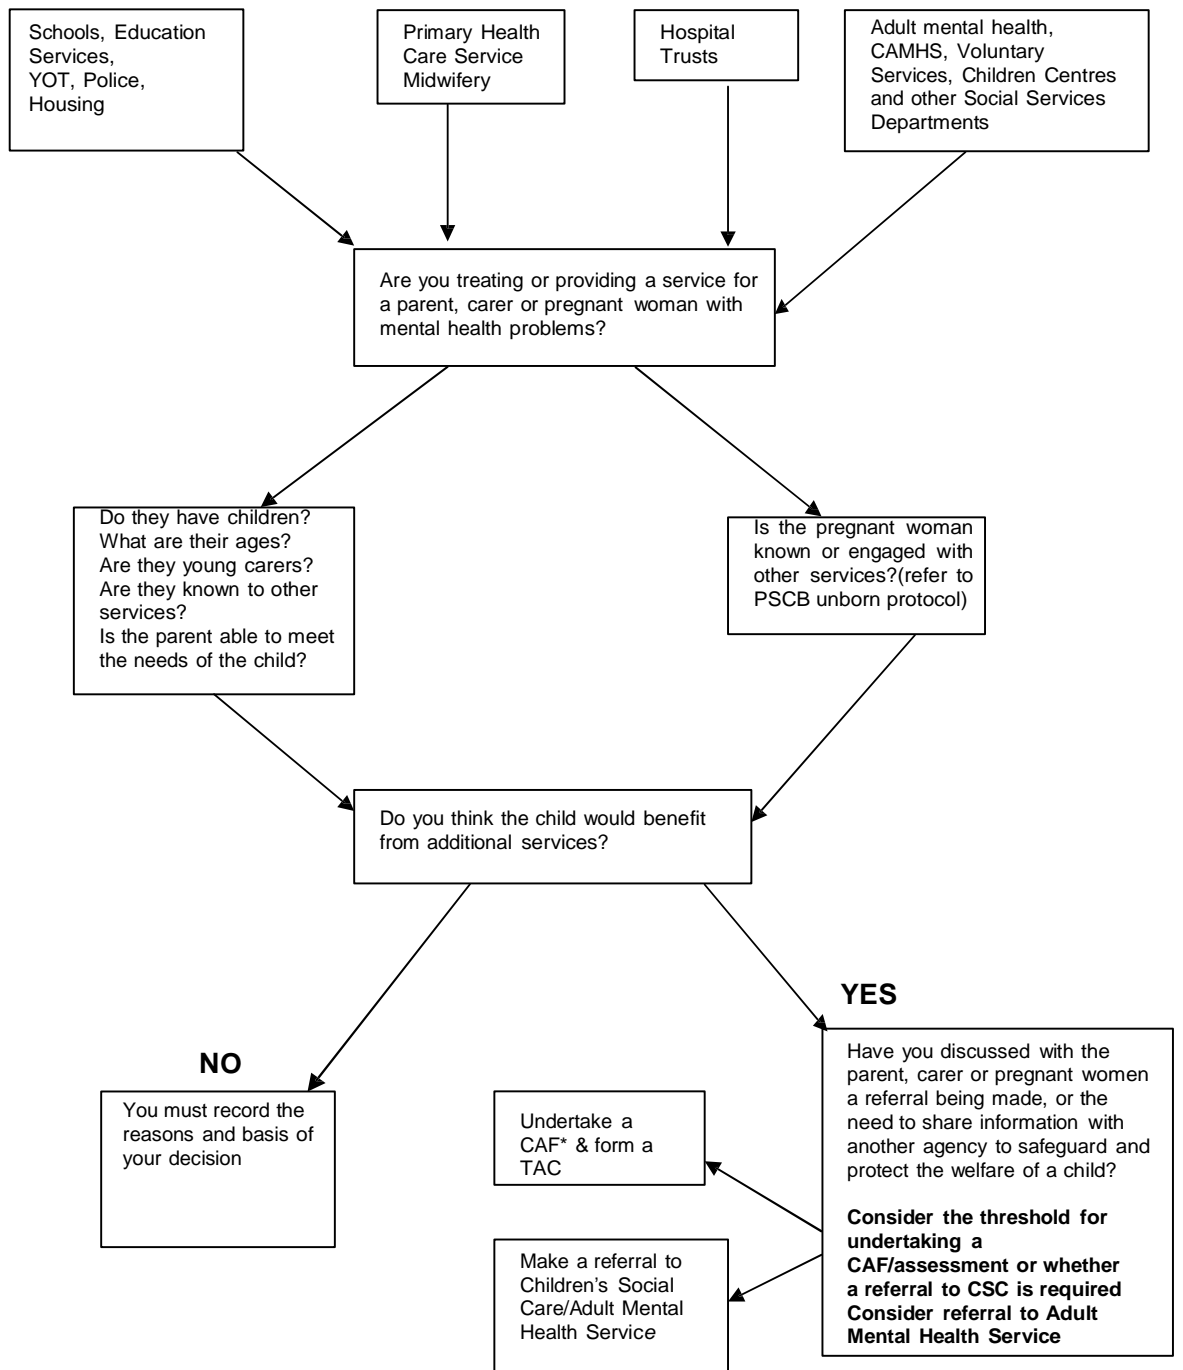 Schools, Education
Services,
YOT, Police,
Housing
Primary Health
Care Service
Midwifery
Hospital
Trusts
Adult mental health,
CAMHS, Voluntary
Services, Children Centres
and other Social Services
Departments
Are you treating or providing a service for
a parent, carer or pregnant woman with
mental health problems?
Do they have children?
What are their ages?
Are they young carers?
Are they known to other
services?
Is the parent able to meet
the needs of the child?
Is the pregnant woman
known or engaged with
other services?(refer to
PSCB unborn protocol)
Do you think the child would benefit
from additional services?
NO
You must record the
reasons and basis of
your decision
YES
Have you discussed with the
parent, carer or pregnant women
a referral being made, or the
need to share information with
another agency to safeguard and
protect the welfare of a child?
Consider the threshold for
undertaking a
CAF/assessment or whether
a referral to CSC is required
Consider referral to Adult
Mental Health Service
Undertake a
CAF* & form a
TAC
Make a referral to
Children’s Social
Care/Adult Mental
Health Service